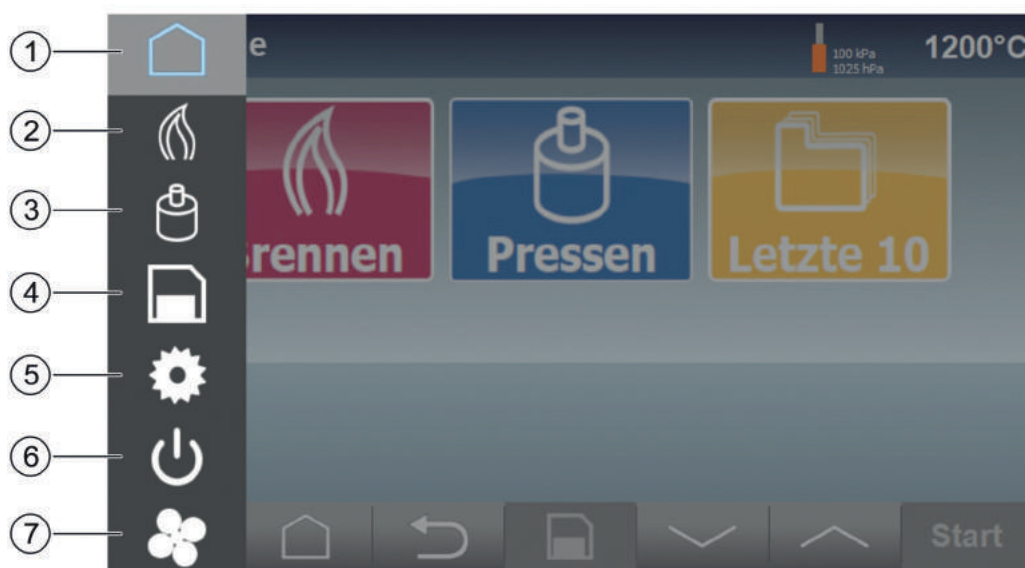 1
e
100 kPa
1025 hPa
1200°C
2
3
rennen
Pressen
Letzte 10
4
5
6
7
Start